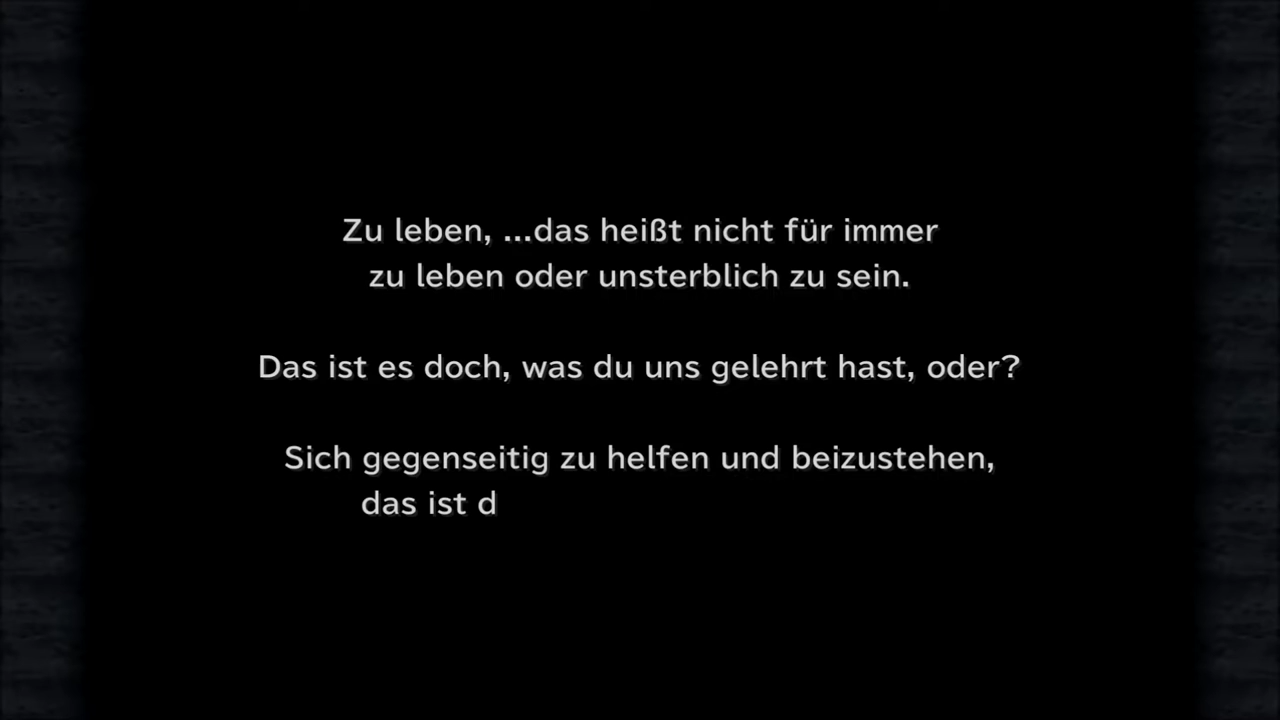 Zu leben, ...das heißt nicht für immer
zu leben oder unsterblich zu sein.
Das ist es doch, was du uns gelehrt hast, oder?
Sich gegenseitig zu helfen und beizustehen,
das ist d